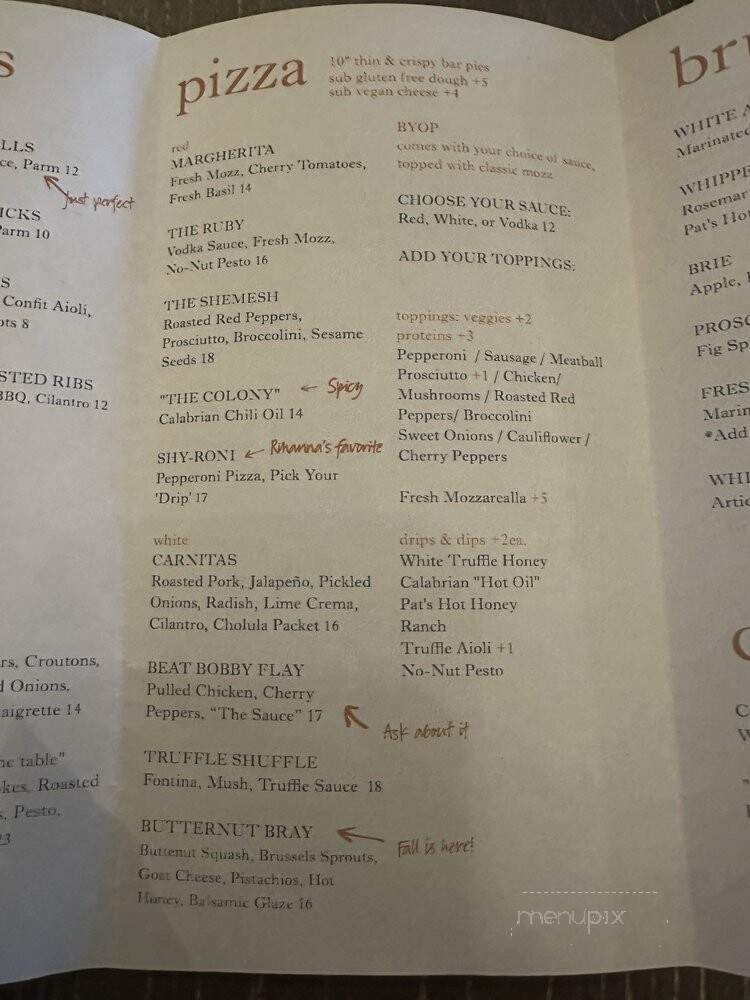 s
LLS
ce, Parm 12
Just perfect
ICKS
Parm 10
S
Confit Aioli,
ots 8
STED RIBS
BBQ, Cilantro 12
rs, Croutons,
d Onions,
aigrette 14
he table"
kes, Roasted
s, Pesto,
23
pizza
10" thin & crispy bar pies
sub gluten free dough +5
sub vegan cheese +4
red
MARGHERITA
Fresh Mozz, Cherry Tomatoes,
Fresh Basil 14
THE RUBY
Vodka Sauce, Fresh Mozz,
No-Nut Pesto 16
THE SHEMESH
Roasted Red Peppers,
Prosciutto, Broccolini, Sesame
Seeds 18
"THE COLONY" Spicy
Calabrian Chili Oil 14
SHY-RONI Rihanna's favorite
Pepperoni Pizza, Pick Your
'Drip' 17
white
CARNITAS
Roasted Pork, Jalapeño, Pickled
Onions, Radish, Lime Crema,
Cilantro, Cholula Packet 16
BEAT BOBBY FLAY
Pulled Chicken, Cherry
Peppers, "The Sauce" 17
Ask about it
TRUFFLE SHUFFLE
Fontina, Mush, Truffle Sauce 18
BUTTERNUT BRAY
Fall is here!
Butternut Squash, Brussels Sprouts,
Goat Cheese, Pistachios, Hot
Honey, Balsamic Glaze 16
BYOP
comes with your choice of sauce,
topped with classic mozz
CHOOSE YOUR SAUCE:
Red, White, or Vodka 12
ADD YOUR TOPPINGS:
toppings: veggies +2
proteins +3
Pepperoni / Sausage / Meatball
Prosciutto +1 / Chicken/
Mushrooms / Roasted Red
Peppers/ Broccolini
Sweet Onions / Cauliflower /
Cherry Peppers
Fresh Mozzarealla +5
drips & dips +2ea.
White Truffle Honey
Calabrian "Hot Oil"
Pat's Hot Honey
Ranch
Truffle Aioli +1
No-Nut Pesto
bru
WHITE A
Marinated
WHIPPE
Rosemar
Pat's Hot
BRIE
Apple,
PROSC
Fig Sp
FRES
Marin
*Add
WHI
Artic
menupix